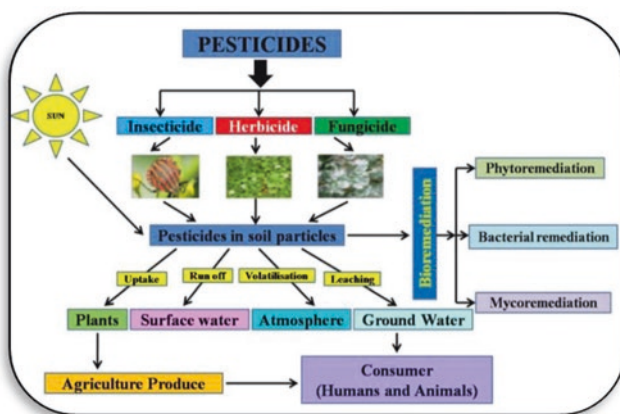 PESTICIDES
SUN
Insecticide
Herbicide
Fungicide
Pesticides in soil particles
Bioremediation
Phytoremediation
Bacterial remediation
Mycoremediation
Uptake
Run off
Volatilisation
Leaching
Plants
Surface water
Atmosphere
Ground Water
Agriculture Produce
Consumer
(Humans and Animals)